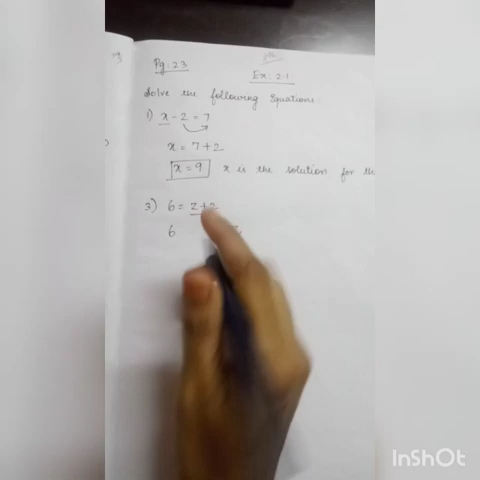 Pg: 23
Ex: 2.1
Solve the following Equations
1) x - 2 = 7
x = 7 + 2
x = 9 x is the solution for the
3) 6 = z + 2
6
InShOt